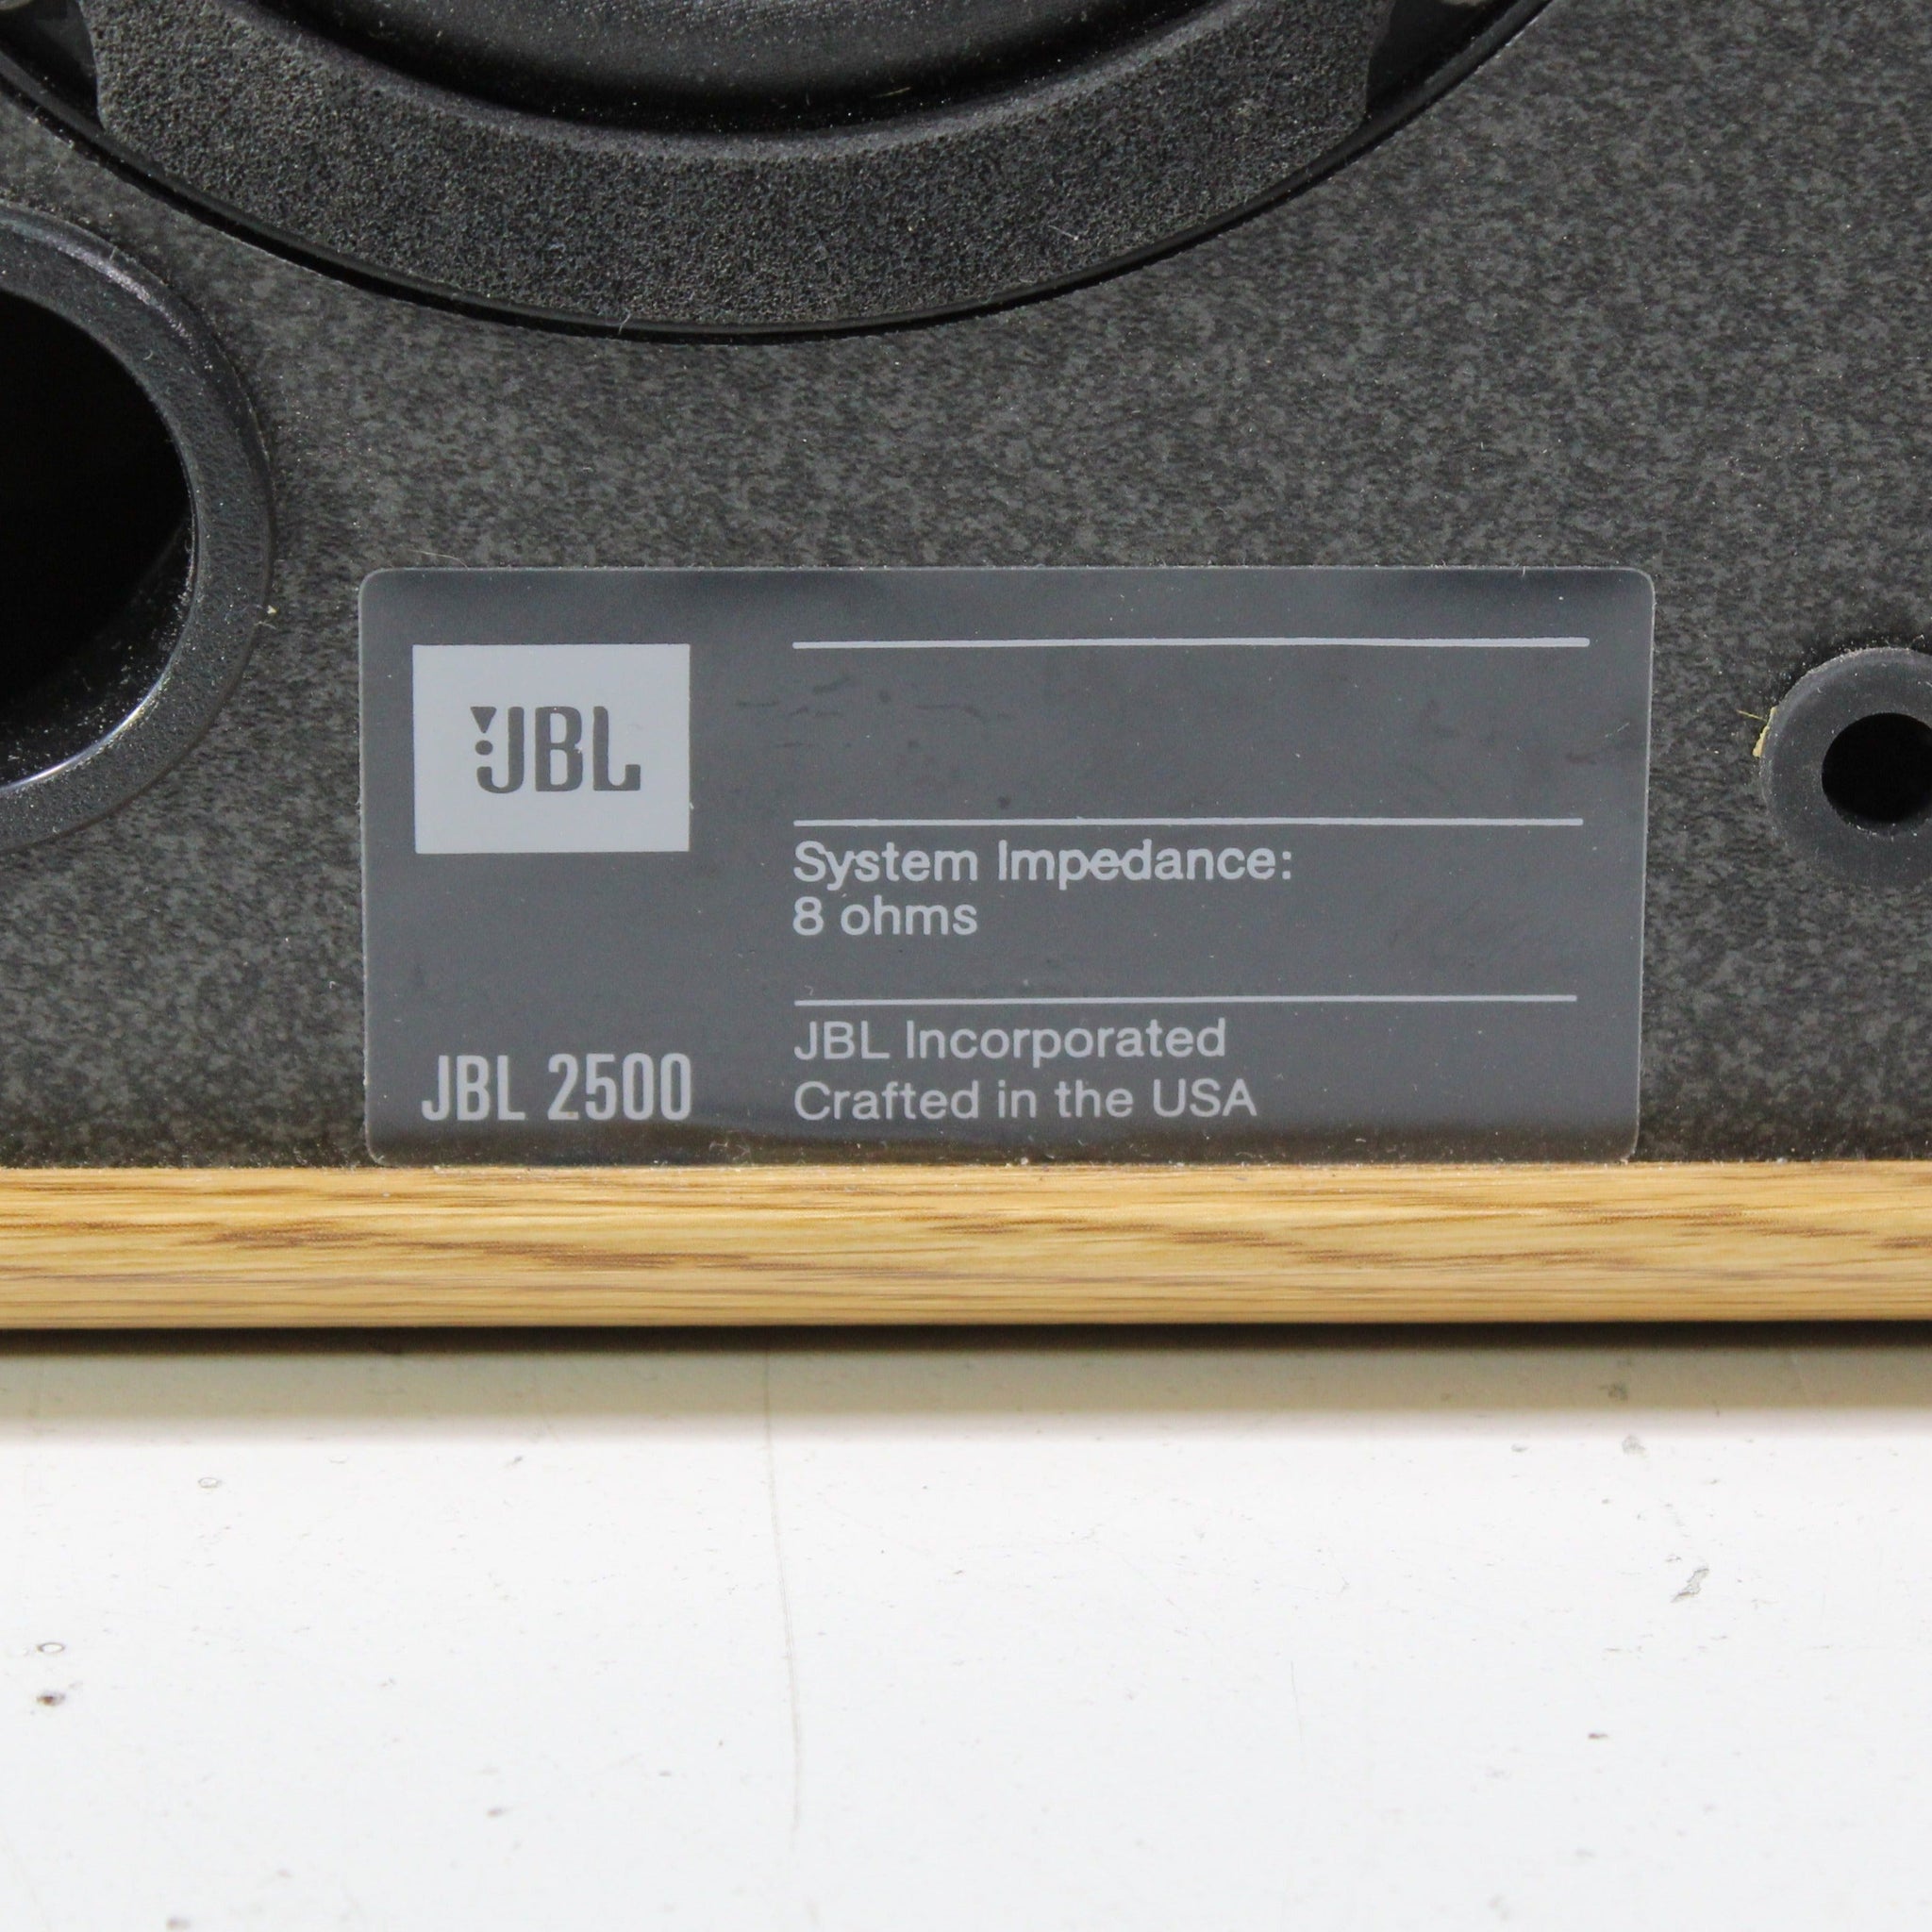 JBL
JBL 2500
System Impedance:
8 ohms
JBL Incorporated
Crafted in the USA